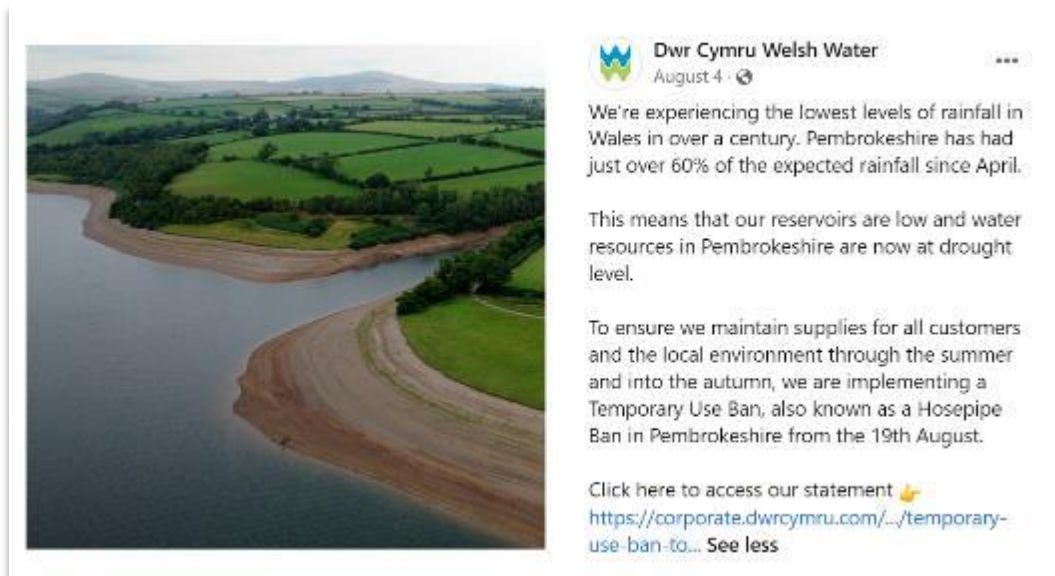 Dwr Cymru Welsh Water
August 4 ·
We're experiencing the lowest levels of rainfall in
Wales in over a century. Pembrokeshire has had
just over 60% of the expected rainfall since April.
This means that our reservoirs are low and water
resources in Pembrokeshire are now at drought
level.
To ensure we maintain supplies for all customers
and the local environment through the summer
and into the autumn, we are implementing a
Temporary Use Ban, also known as a Hosepipe
Ban in Pembrokeshire from the 19th August.
Click here to access our statement 👉
https://corporate.dwrcymru.com/.../temporary-
use-ban-to... See less